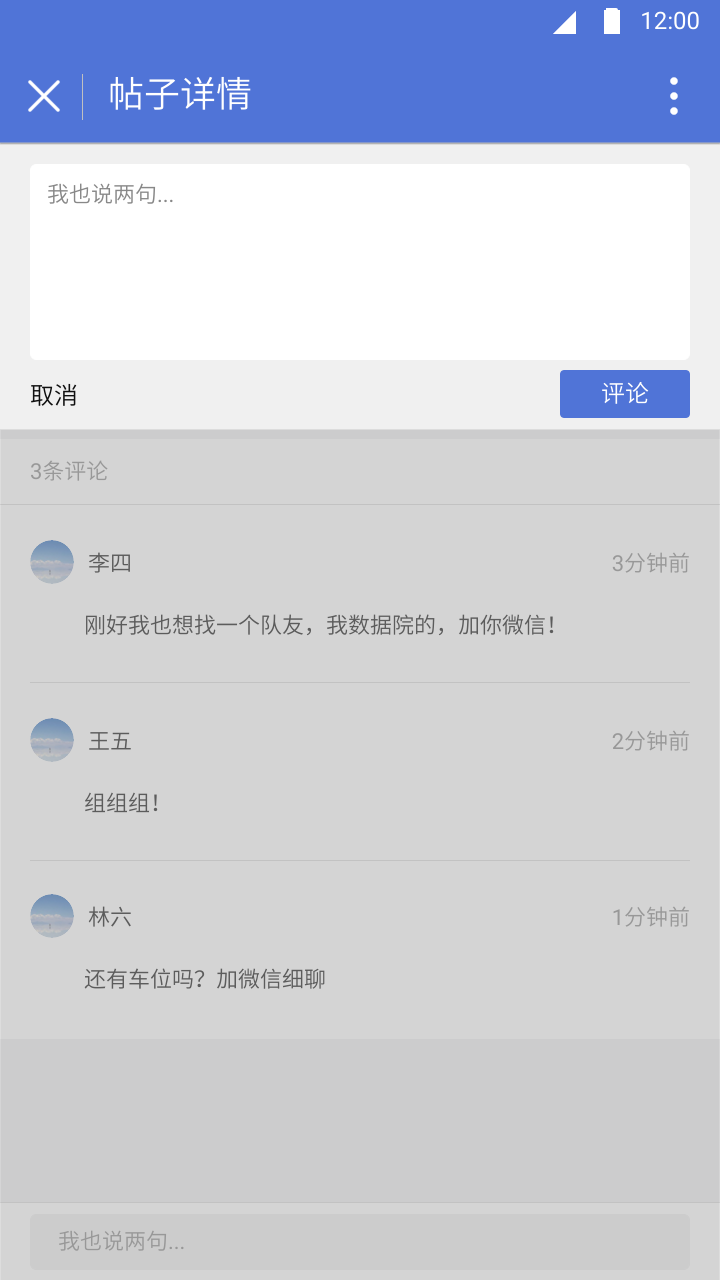 12:00
帖子详情
我也说两句...
取消
评论
3条评论
李四
3分钟前
刚好我也想找一个队友，我数据院的，加你微信！
王五
2分钟前
组组组！
林六
1分钟前
还有车位吗？加微信细聊
我也说两句...